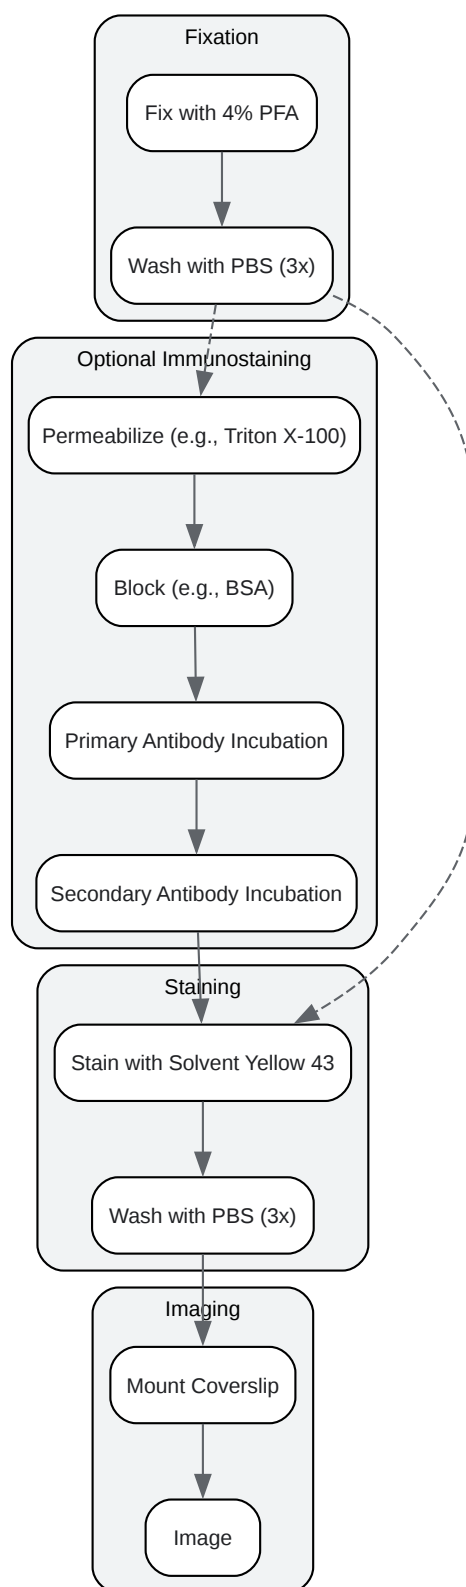 Fixation
Fix with 4% PFA
Wash with PBS (3x)
Optional Immunostaining
Permeabilize (e.g., Triton X-100)
Block (e.g., BSA)
Primary Antibody Incubation
Secondary Antibody Incubation
Staining
Stain with Solvent Yellow 43
Wash with PBS (3x)
Imaging
Mount Coverslip
Image